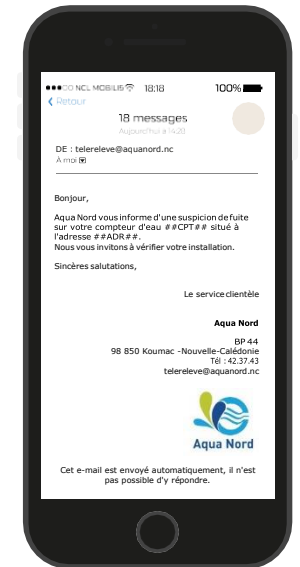 NCL MOBILIS 18:18 100%
Retour
18 messages
Aujourd'hui à 14:20
DE : telereleve@aquanord.nc
À moi
Bonjour,
Aqua Nord vous informe d'une suspicion de fuite
sur votre compteur d'eau ##CPT## situé à
l'adresse ##ADR##.
Nous vous invitons à vérifier votre installation.
Sincères salutations,
Le service clientèle
Aqua Nord
BP 44
98 850 Koumac -Nouvelle-Calédonie
Tél : 42.37.43
telereleve@aquanord.nc
Aqua Nord
Cet e-mail est envoyé automatiquement, il n'est
pas possible d'y répondre.